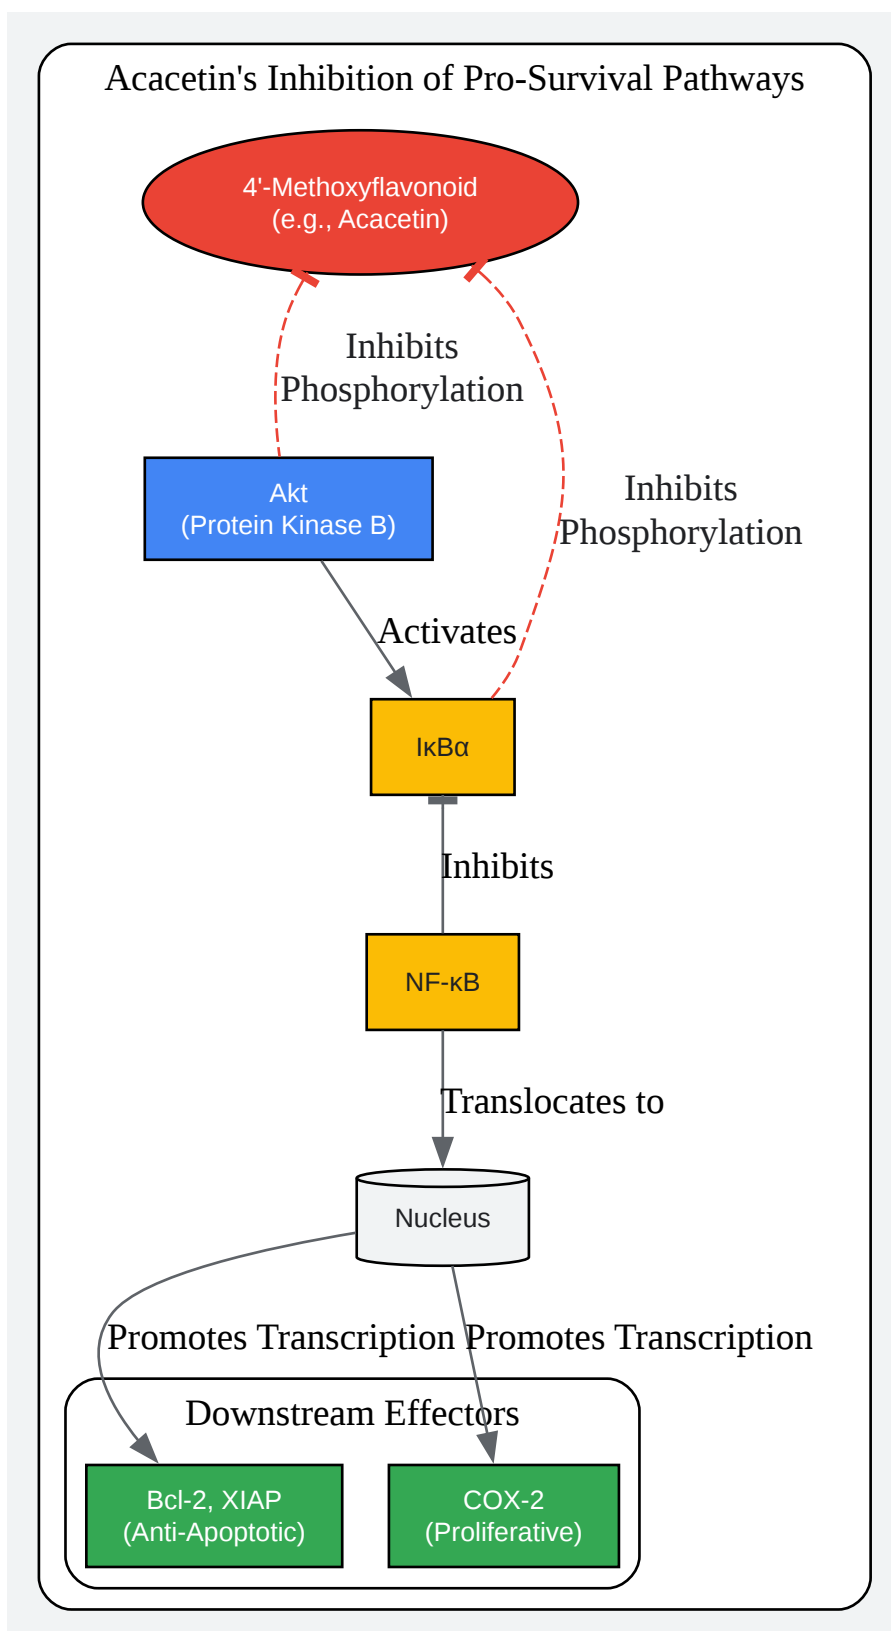 Acacetin's Inhibition of Pro-Survival Pathways
4'-Methoxyflavonoid
(e.g., Acacetin)
Inhibits
Phosphorylation
Akt
(Protein Kinase B)
Inhibits
Phosphorylation
Activates
IκBα
Inhibits
NF-κB
Translocates to
Nucleus
Promotes Transcription
Promotes Transcription
Downstream Effectors
Bcl-2, XIAP
(Anti-Apoptotic)
COX-2
(Proliferative)